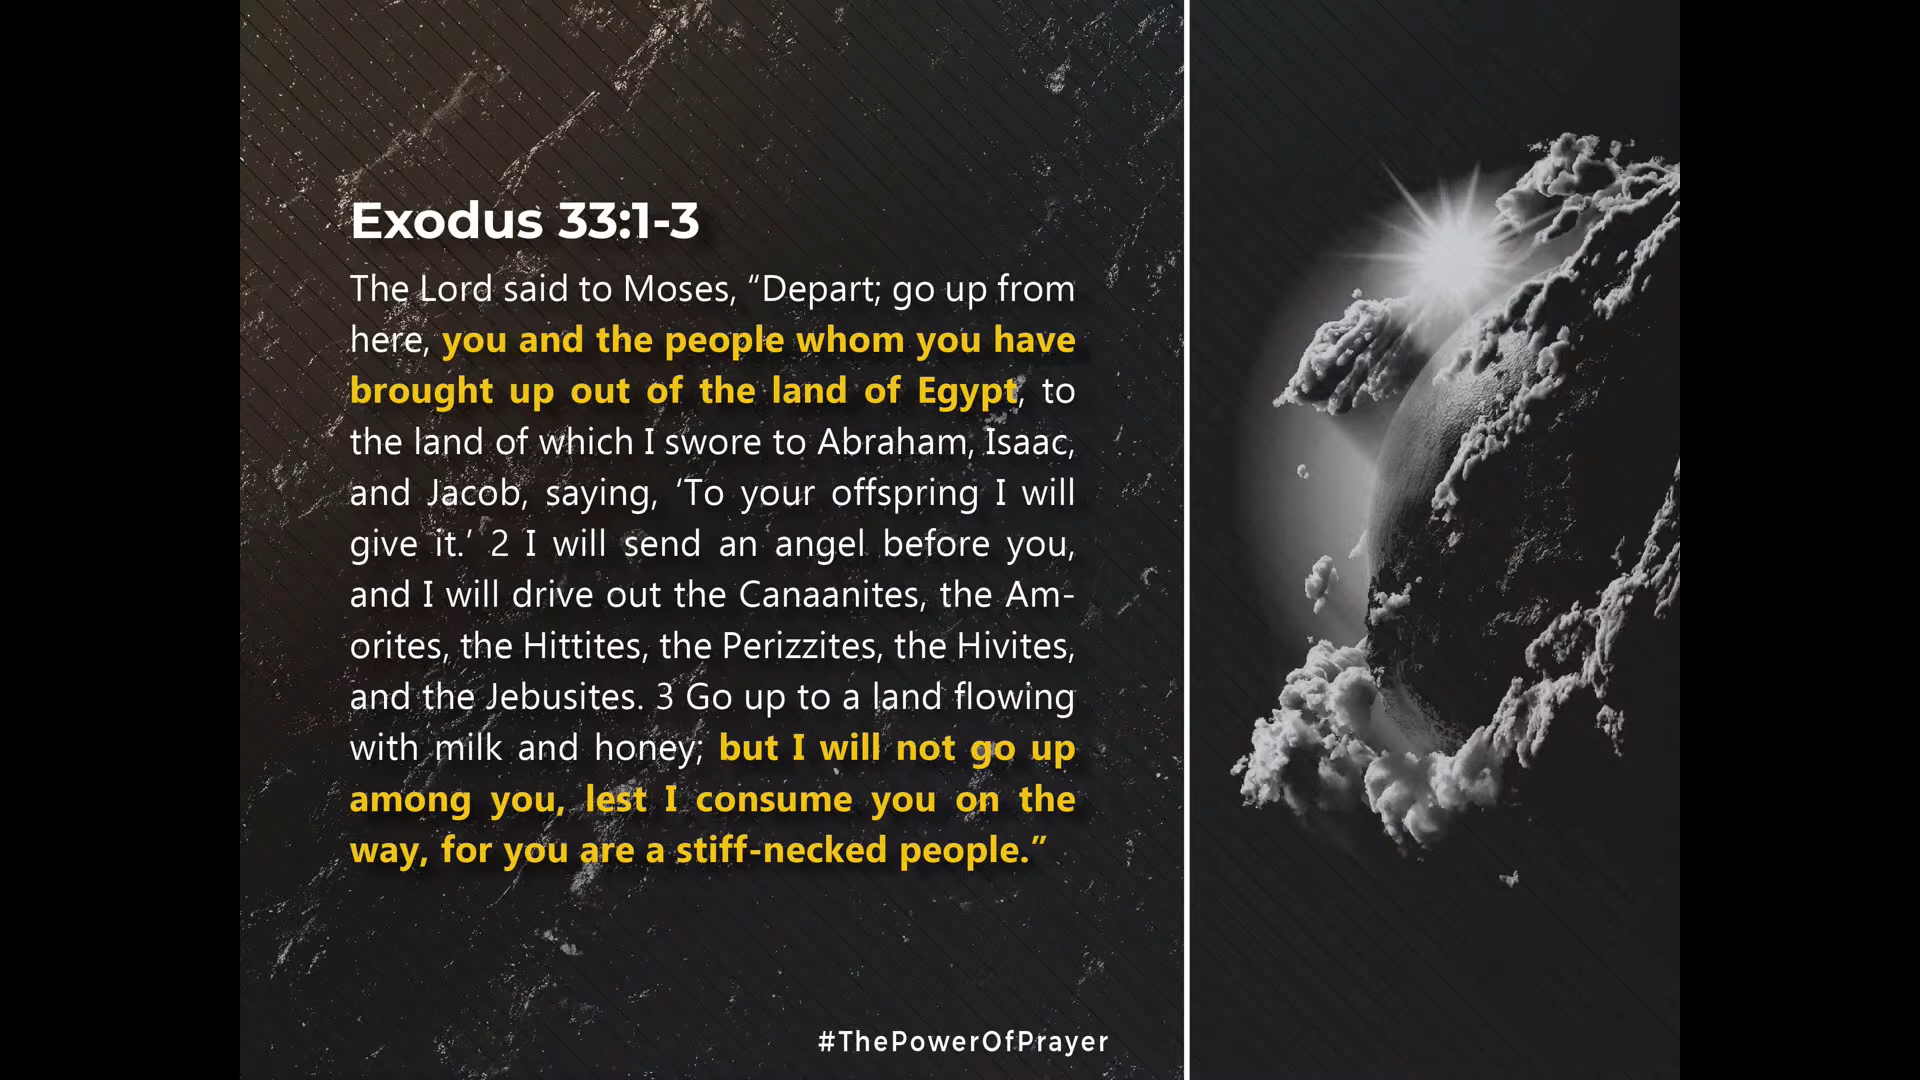 Exodus 33:1-3
The Lord said to Moses, “Depart; go up from
here, you and the people whom you have
brought up out of the land of Egypt, to
the land of which I swore to Abraham, Isaac,
and Jacob, saying, ‘To your offspring I will
give it.’ 2 I will send an angel before you,
and I will drive out the Canaanites, the Am-
orites, the Hittites, the Perizzites, the Hivites,
and the Jebusites. 3 Go up to a land flowing
with milk and honey; but I will not go up
among you, lest I consume you on the
way, for you are a stiff-necked people.”
#ThePowerOfPrayer